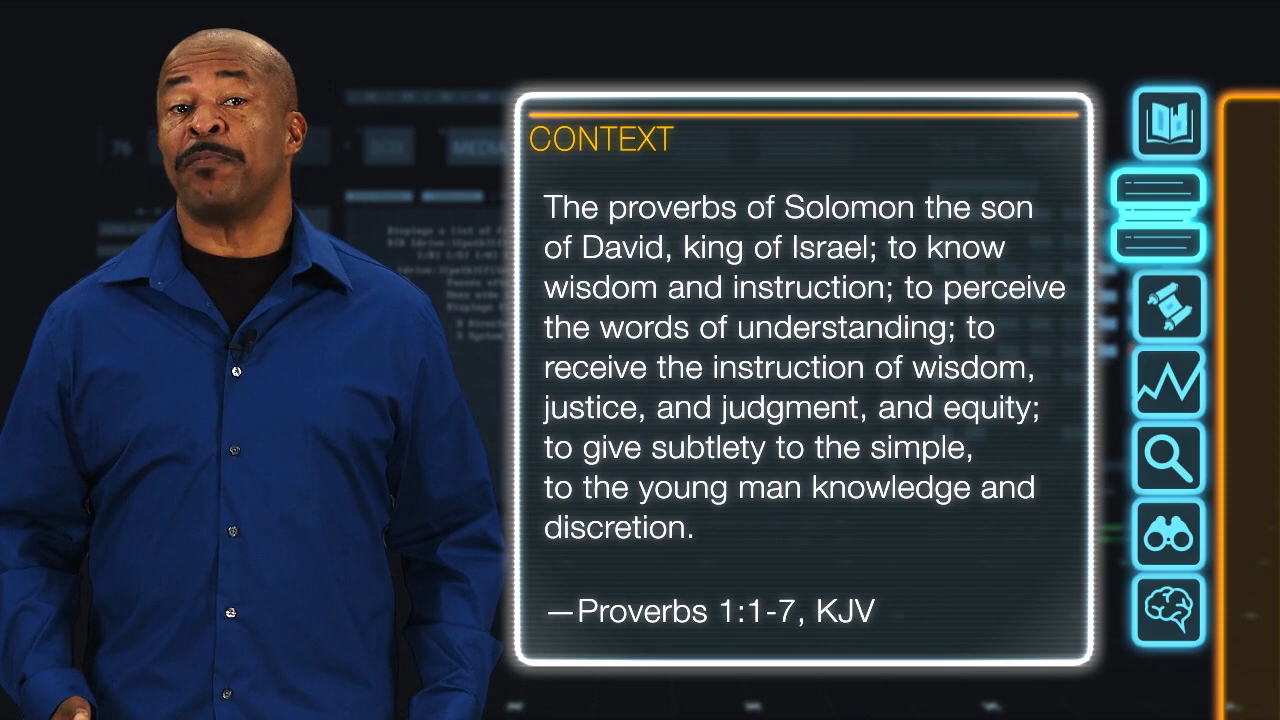 CONTEXT
The proverbs of Solomon the son
of David, king of Israel; to know
wisdom and instruction; to perceive
the words of understanding; to
receive the instruction of wisdom,
justice, and judgment, and equity;
to give subtlety to the simple,
to the young man knowledge and
discretion.
—Proverbs 1:1-7, KJV
76
MEDIA